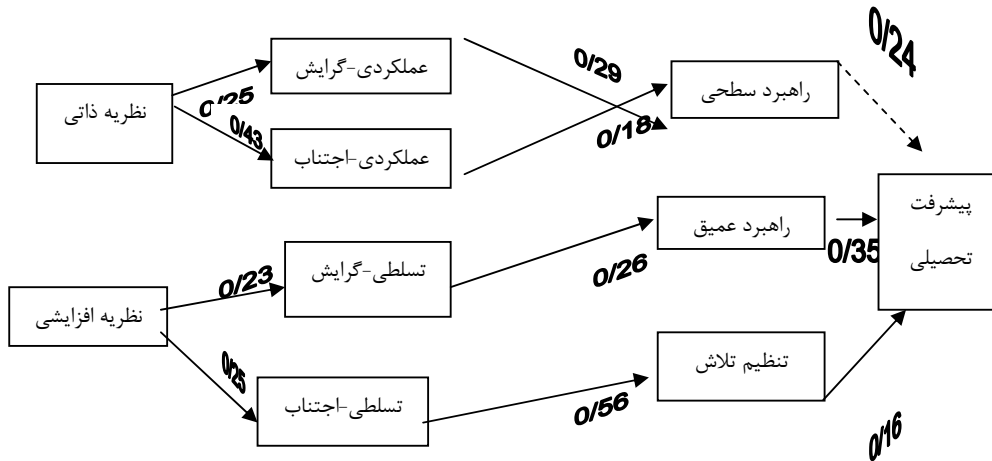 0/24
عملکردی-گرایش
0/29
راهبرد سطحی
نظریه ذاتی
0/25
0/43
0/18
عملکردی-اجتناب
پیشرفت
تحصیلی
راهبرد عمیق
0/35
تسلطی-گرایش
0/23
0/26
نظریه افزایشی
تنظیم تلاش
0/25
تسلطی-اجتناب
0/56
0/16